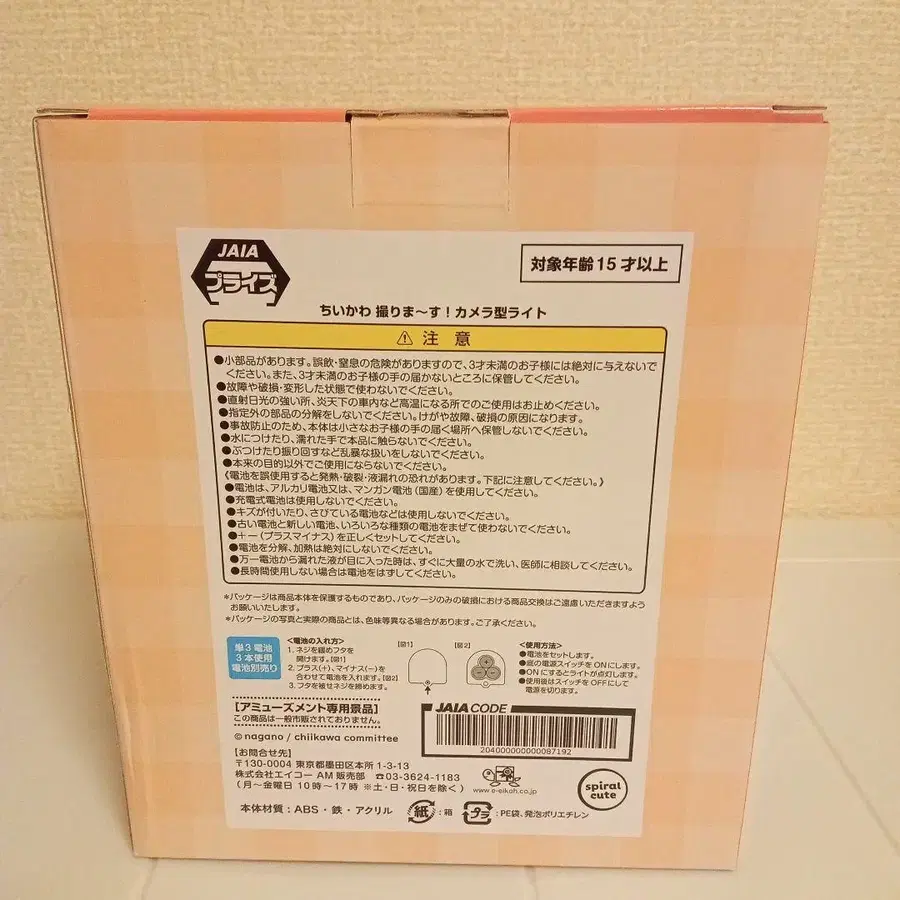 JAIA
プライズ
対象年齢15才以上
ちいかわ 撮りま〜す！カメラ型ライト
⚠ 注 意
●小部品があります。誤飲・窒息の危険がありますので、3才未満のお子様には絶対に与えないで
ください。また、3才未満のお子様の手の届かないところに保管してください。
●故障や破損・変形した状態で使わないでください。
●直射日光の強い所、炎天下の車内など高温になる所でのご使用はお止めください。
●指定外の部品の分解をしないでください。けがや故障、破損の原因になります。
●事故防止のため、本体は小さなお子様の手の届く場所へ保管しないでください。
●水につけたり、濡れた手で本品に触らないでください。
●ぶつけたり振り回すなど乱暴な扱いをしないでください。
●本来の目的以外でご使用にならないでください。
《電池を誤使用すると発熱・破裂・液漏れの恐れがあります。下記に注意してください。》
●電池は、アルカリ電池又は、マンガン電池（国産）を使用してください。
●充電式電池は使用しないでください。
●キズが付いたり、さびている電池などは使用しないでください。
●古い電池と新しい電池、いろいろな種類の電池をまぜて使わないでください。
●＋－（プラスマイナス）を正しくセットしてください。
●電池を分解、加熱は絶対にしないでください。
●万一電池から漏れた液が目に入った時は、すぐに大量の水で洗い、医師に相談してください。
●長時間使用しない場合は電池をはずしてください。
＊パッケージは商品本体を保護するものであり、パッケージのみの破損における商品交換はご遠慮いただきますよう
お願いいたします。
＊パッケージの写真と実際の商品とは、色味等異なる場合があります。ご了承ください。
単3電池
3本使用
電池別売り
＜電池の入れ方＞
1. ネジを緩めフタを
開けます。【図1】
2. プラス(＋)、マイナス(－)を
合わせて電池を入れます。【図2】
3. フタを被せネジを締めます。
【図1】
【図2】
＜使用方法＞
●電池をセットします。
●底の電源スイッチをONにします。
●ONにするとライトが点灯します。
●使用後はスイッチをOFFにして
電源を切ります。
【アミューズメント専用景品】
この商品は一般市販されておりません。
© nagano / chiikawa committee
JAIA CODE
2040000000087192
【お問合せ先】
〒130-0004 東京都墨田区本所 1-3-13
株式会社エイコー AM 販売部 ☎03-3624-1183
（月〜金曜日 10時〜17時 ※土・日・祝日を除く）
www.e-eikoh.co.jp
spiral
cute
本体材質：ABS・鉄・アクリル
紙：箱
プラ：PE袋、発泡ポリエチレン